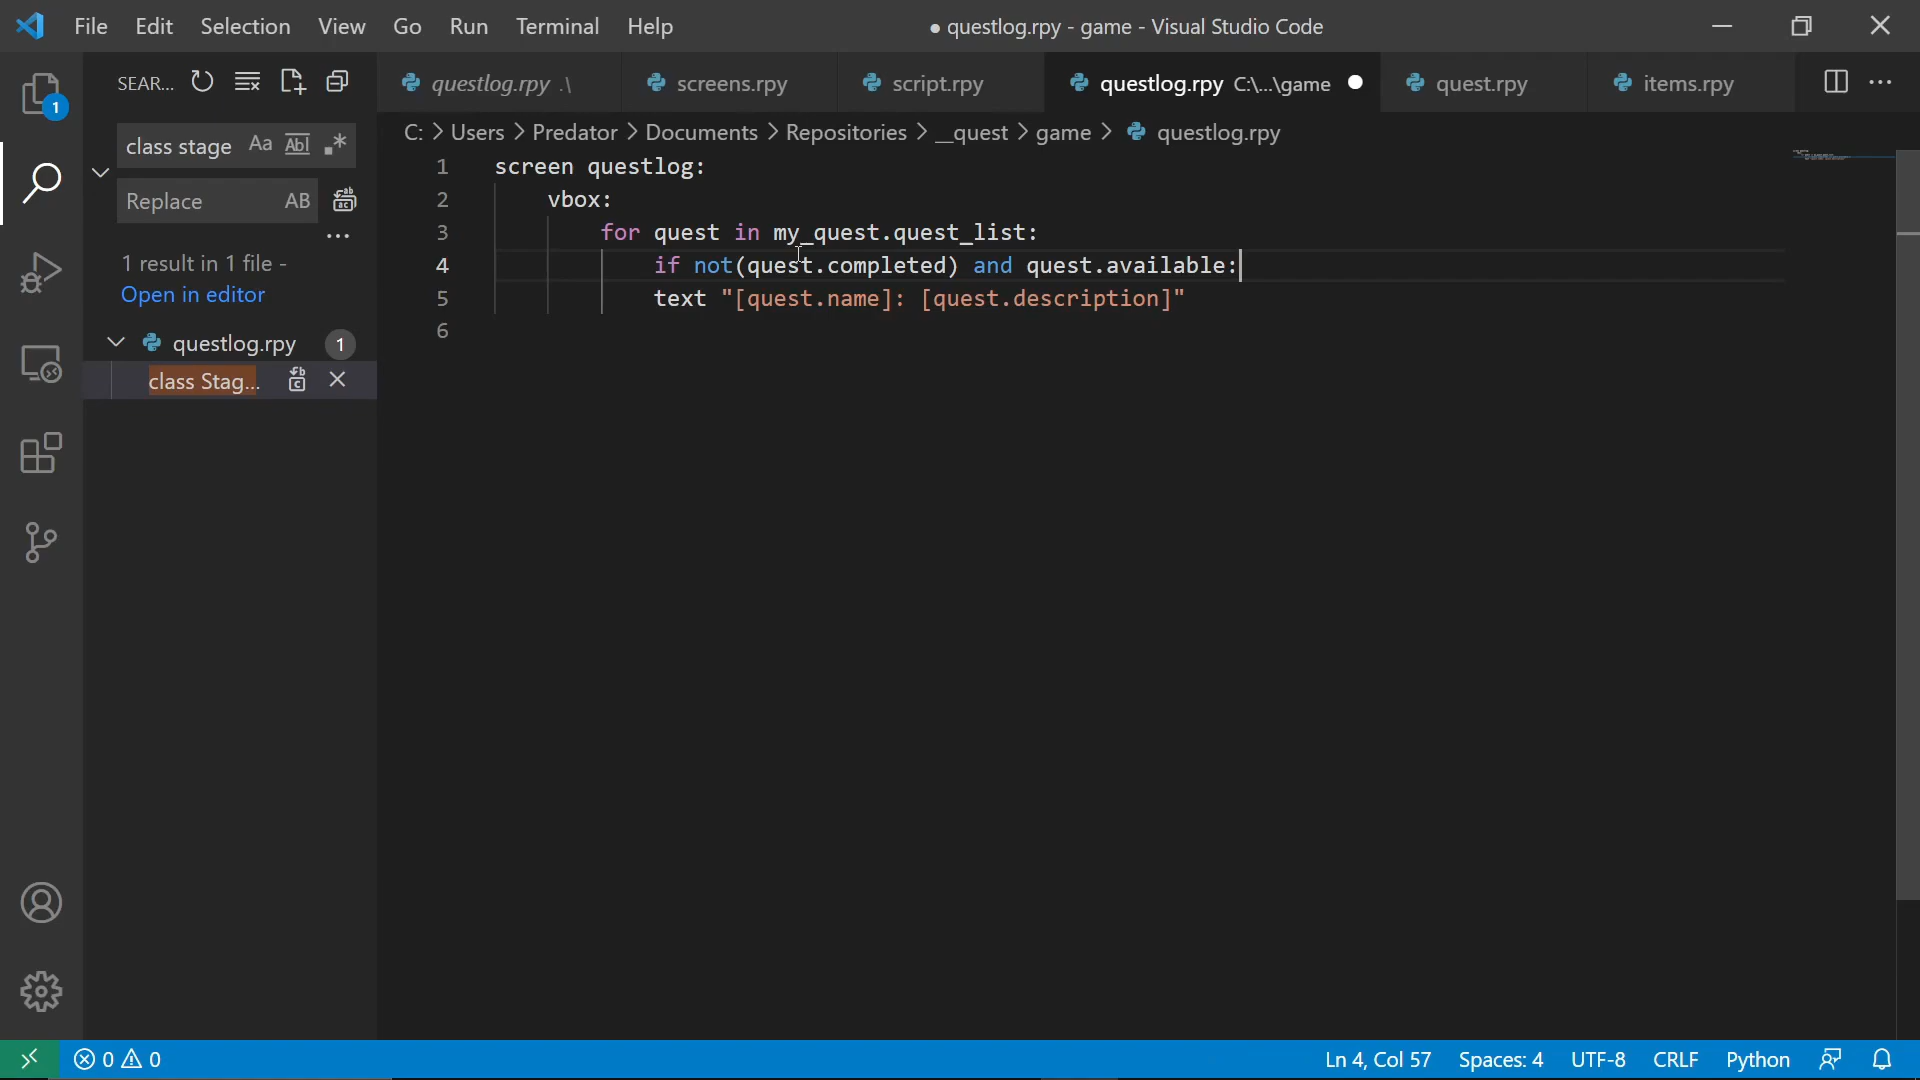 File Edit Selection View Go Run Terminal Help
● questlog.rpy - game - Visual Studio Code
SEAR...
questlog.rpy .\
screens.rpy
script.rpy
questlog.rpy C:\...\game
quest.rpy
items.rpy
C: > Users > Predator > Documents > Repositories > __quest > game > questlog.rpy
class stage Aa Abl .*
Replace AB
1 result in 1 file -
Open in editor
questlog.rpy 1
class Stag...
1
1 screen questlog:
2 vbox:
3 for quest in my_quest.quest_list:
4 if not(quest.completed) and quest.available:
5 text "[quest.name]: [quest.description]"
6
0 0
Ln 4, Col 57 Spaces: 4 UTF-8 CRLF Python